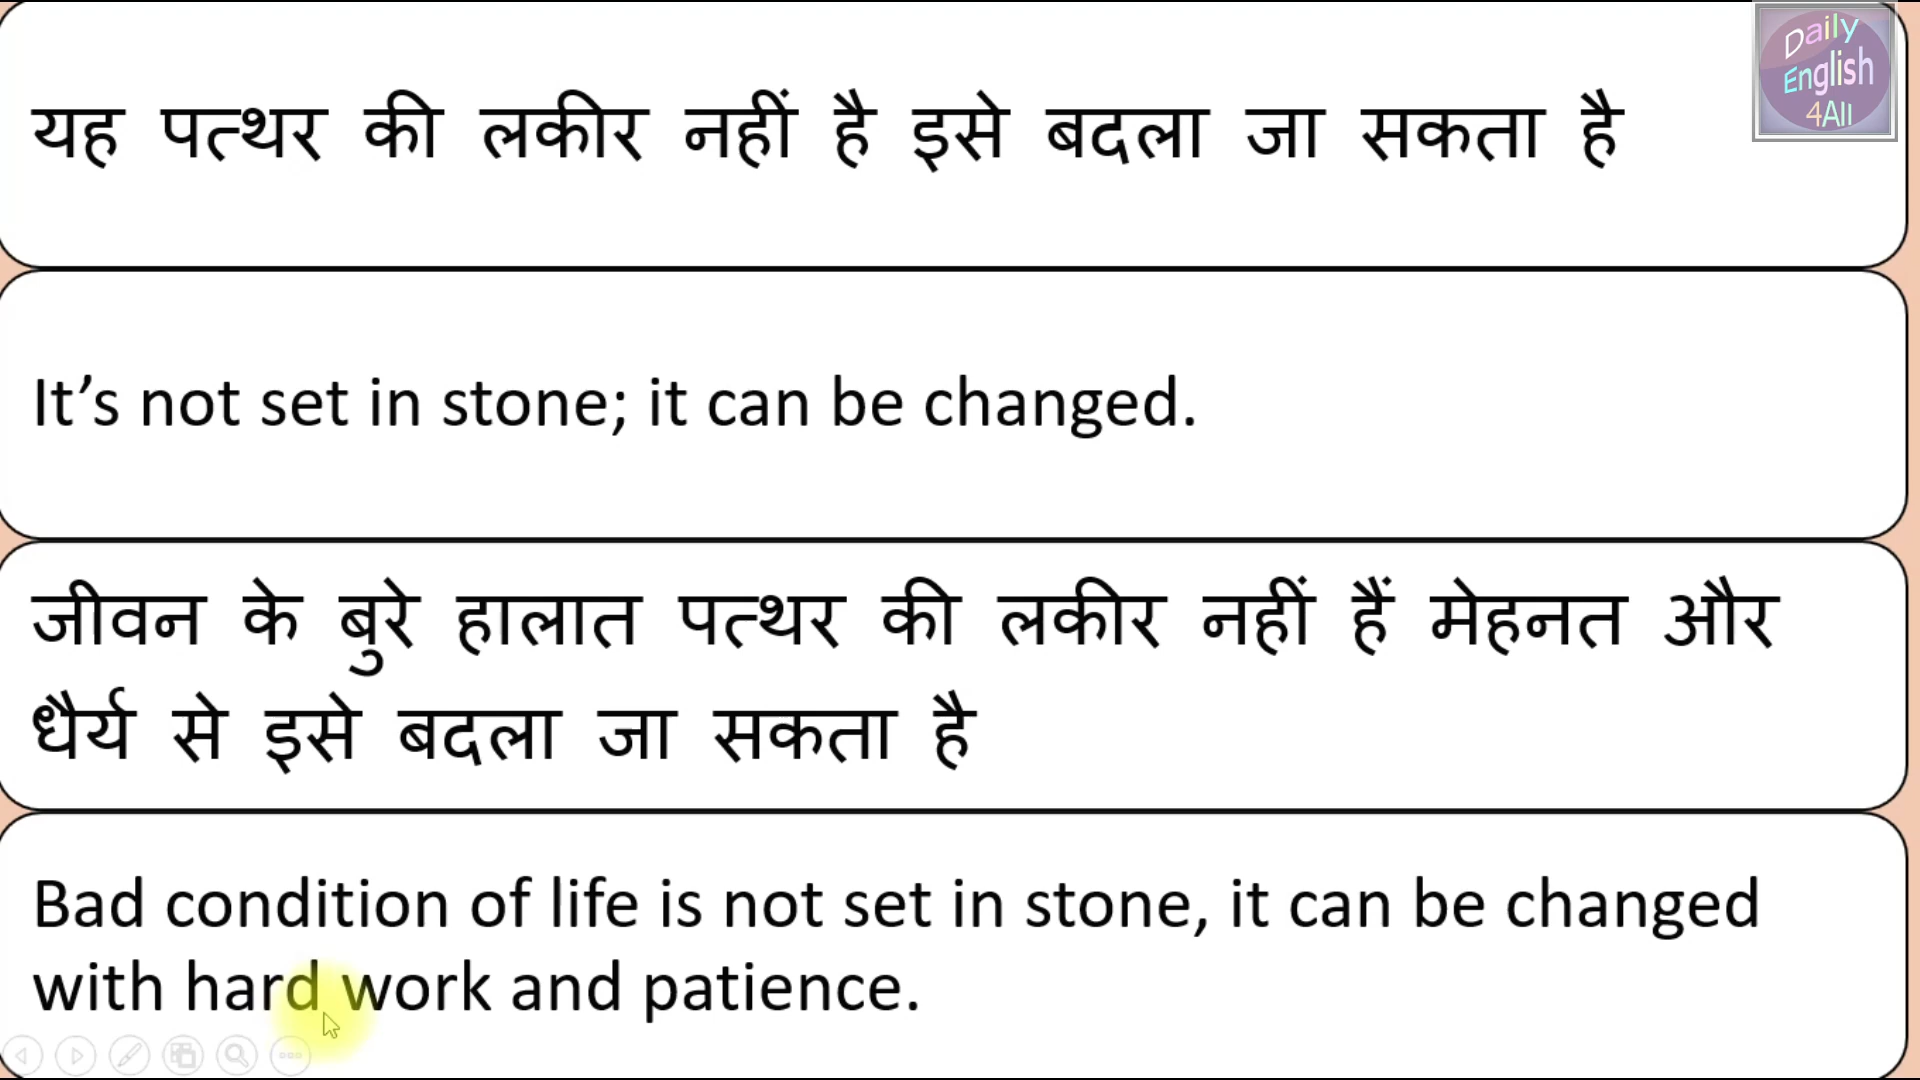 Daily
English
4All
यह पत्थर की लकीर नहीं है इसे बदला जा सकता है
It’s not set in stone; it can be changed.
जीवन के बुरे हालात पत्थर की लकीर नहीं हैं मेहनत और
धैर्य से इसे बदला जा सकता है
Bad condition of life is not set in stone, it can be changed
with hard work and patience.